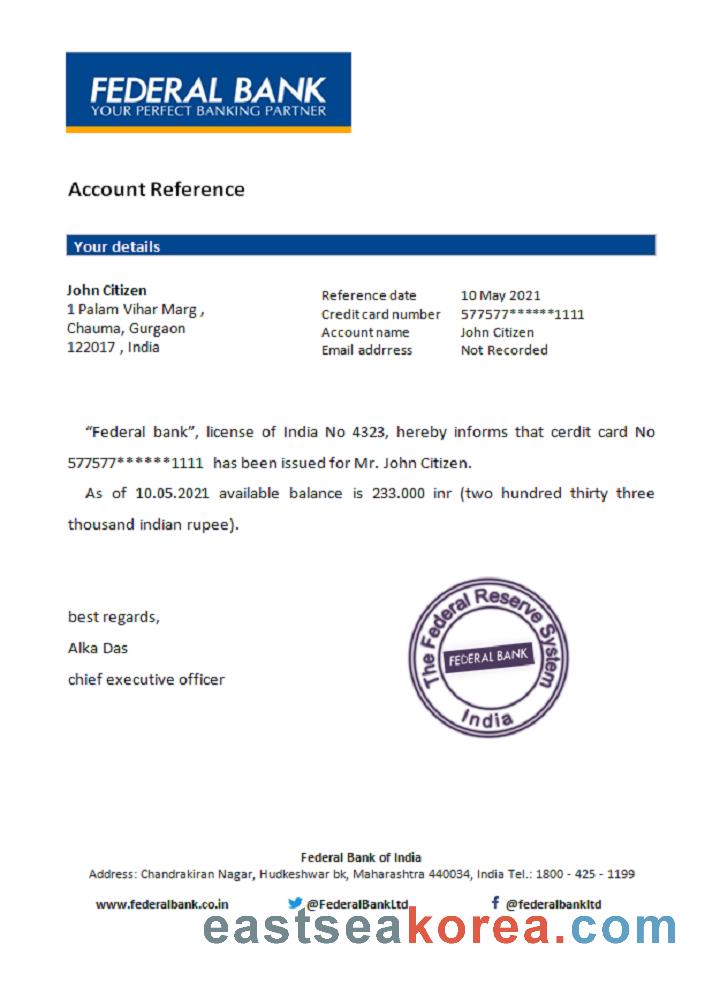 FEDERAL BANK
YOUR PERFECT BANKING PARTNER
Account Reference
Your details
John Citizen
1 Palam Vihar Marg ,
Chauma, Gurgaon
122017 , India
Reference date 10 May 2021
Credit card number 577577******1111
Account name John Citizen
Email addrress Not Recorded
“Federal bank”, license of India No 4323, hereby informs that cerdit card No
577577******1111 has been issued for Mr. John Citizen.
As of 10.05.2021 available balance is 233.000 inr (two hundred thirty three
thousand indian rupee).
best regards,
Alka Das
chief executive officer
The Federal Reserve System
FEDERAL BANK
India
Federal Bank of India
Address: Chandrakiran Nagar, Hudkeshwar bk, Maharashtra 440034, India Tel.: 1800 - 425 - 1199
www.federalbank.co.in @FederalBankLtd @federalbankltd
eastseakorea.com